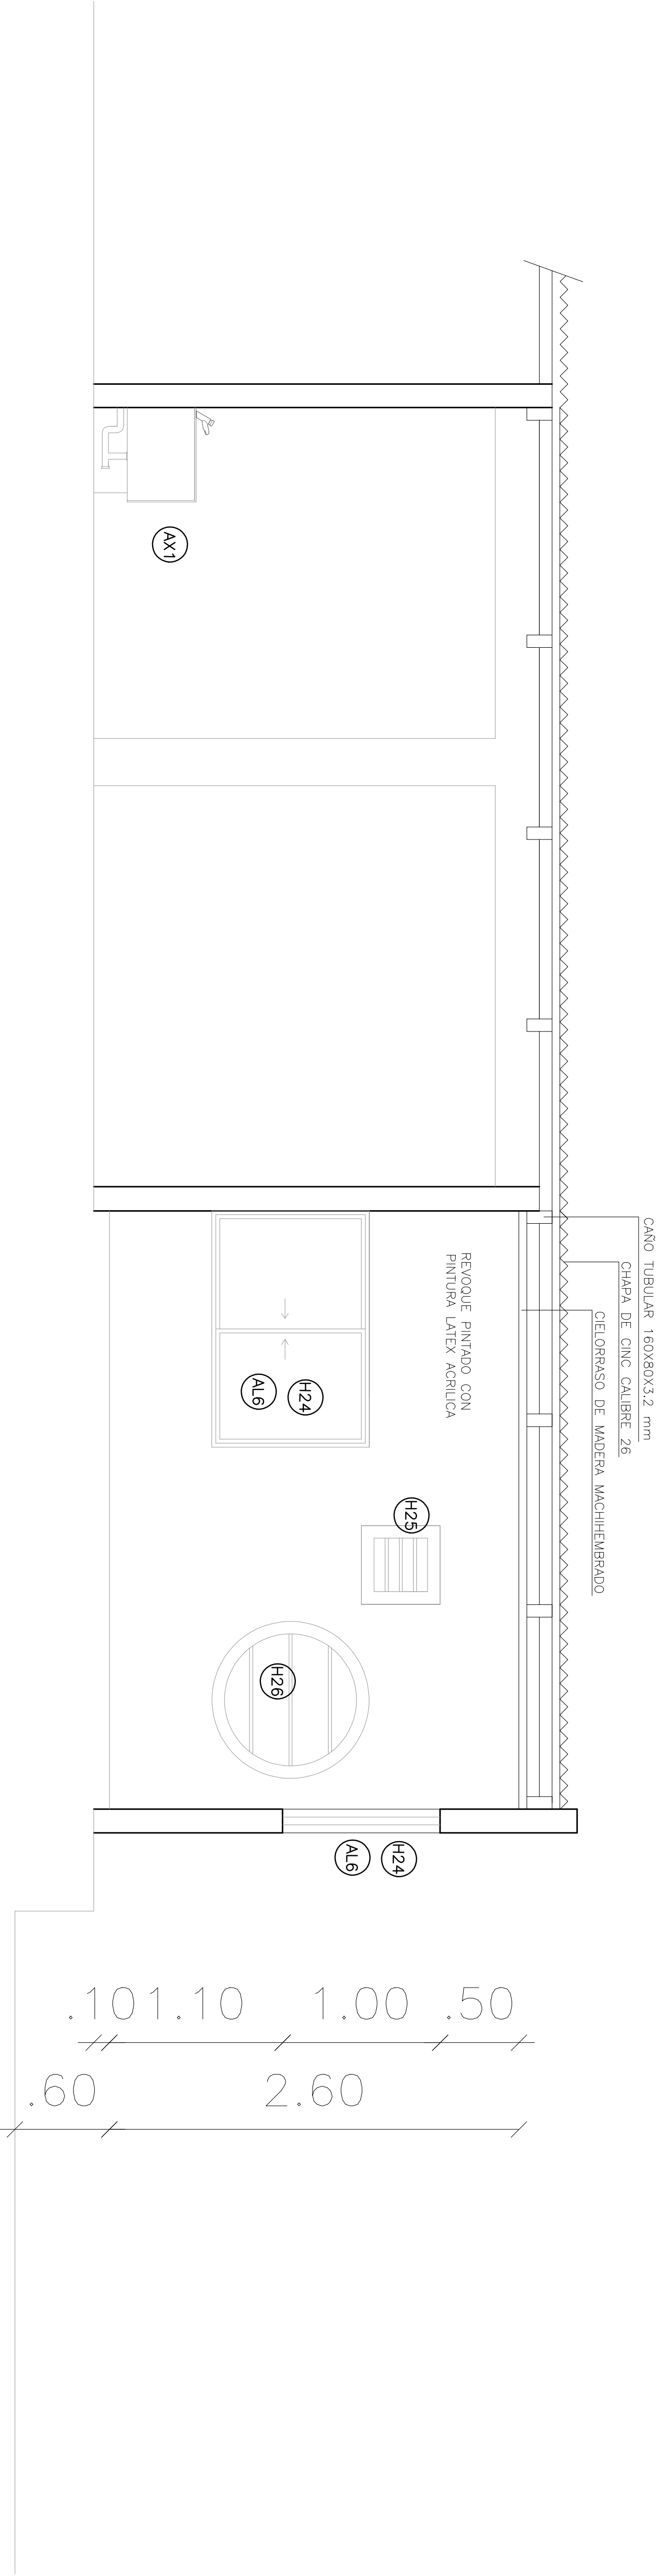 CAÑO TUBULAR 160X80X3.2 mm
CHAPA DE CINC CALIBRE 26
CIELORRASO DE MADERA MACHIHEMBRADO
REVOQUE PINTADO CON
PINTURA LATEX ACRILICA
AX1
H24
AL6
H25
H26
H24
AL6
.10
1.10
1.00
.50
.60
2.60